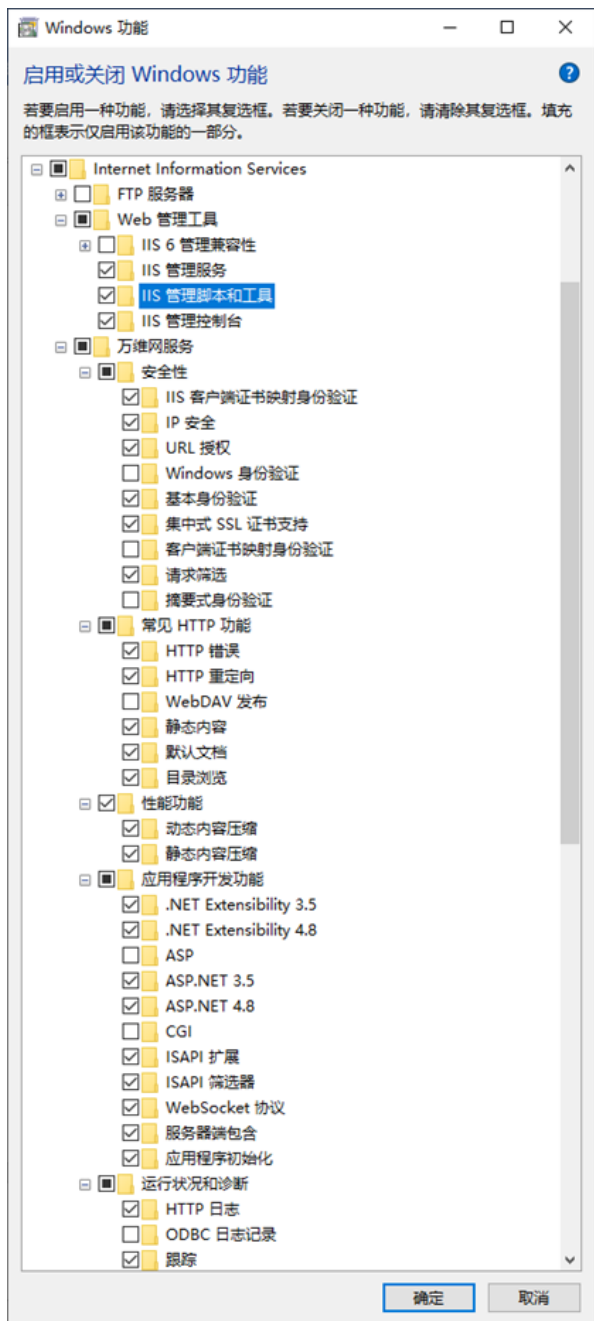 Windows 功能
启用或关闭 Windows 功能
若要启用一种功能，请选择其复选框。若要关闭一种功能，请清除其复选框。填充
的框表示仅启用该功能的一部分。
Internet Information Services
FTP 服务器
Web 管理工具
IIS 6 管理兼容性
IIS 管理服务
IIS 管理脚本和工具
IIS 管理控制台
万维网服务
安全性
IIS 客户端证书映射身份验证
IP 安全
URL 授权
Windows 身份验证
基本身份验证
集中式 SSL 证书支持
客户端证书映射身份验证
请求筛选
摘要式身份验证
常见 HTTP 功能
HTTP 错误
HTTP 重定向
WebDAV 发布
静态内容
默认文档
目录浏览
性能功能
动态内容压缩
静态内容压缩
应用程序开发功能
.NET Extensibility 3.5
.NET Extensibility 4.8
ASP
ASP.NET 3.5
ASP.NET 4.8
CGI
ISAPI 扩展
ISAPI 筛选器
WebSocket 协议
服务器端包含
应用程序初始化
运行状况和诊断
HTTP 日志
ODBC 日志记录
跟踪
确定 取消